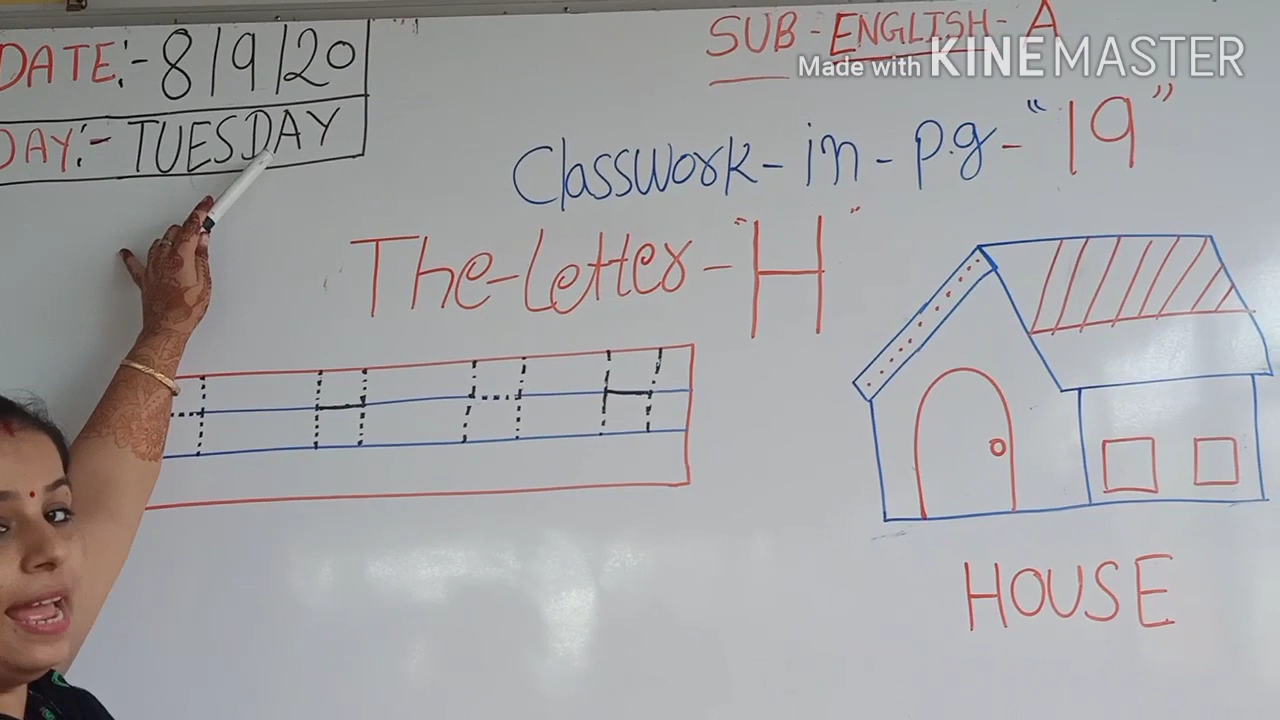 DATE:- 8/9/20
DAY:- TUESDAY
SUB - ENGLISH - A
Made with KINEMASTER
Classwork - in - p.g - "19"
The - letter - "H"
H H H H
HOUSE